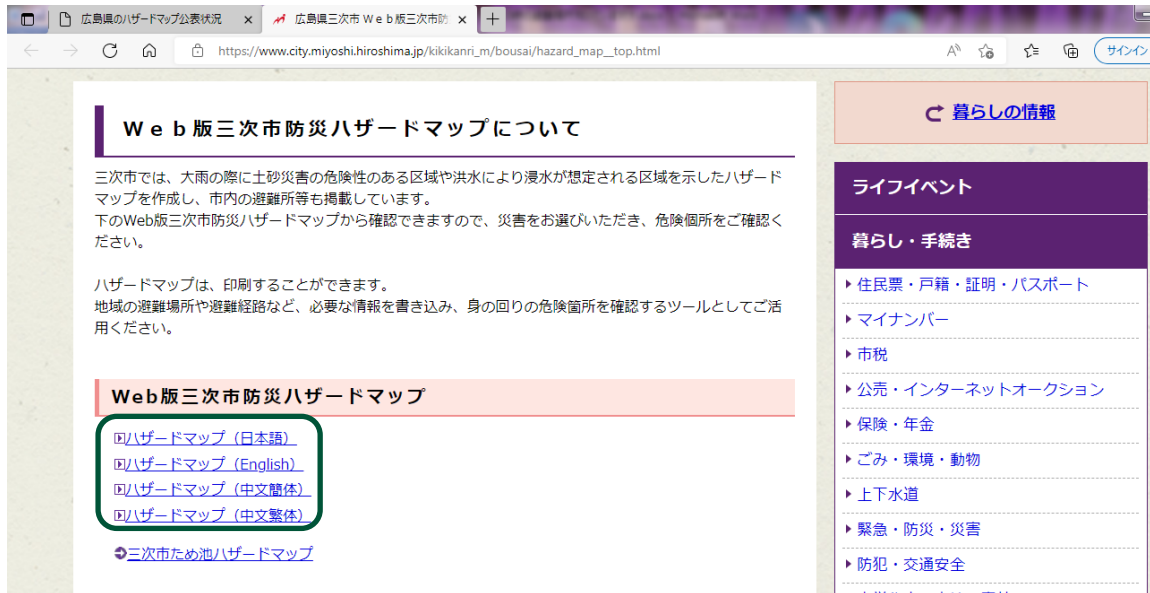 広島県のハザードマップ公表状況
広島県三次市 Ｗｅｂ版三次市防
https://www.city.miyoshi.hiroshima.jp/kikikanri_m/bousai/hazard_map__top.html
サインイン
Ｗｅｂ版三次市防災ハザードマップについて
三次市では、大雨の際に土砂災害の危険性のある区域や洪水により浸水が想定される区域を示したハザード
マップを作成し、市内の避難所等も掲載しています。
下のWeb版三次市防災ハザードマップから確認できますので、災害をお選びいただき、危険個所をご確認く
ださい。
ハザードマップは、印刷することができます。
地域の避難場所や避難経路など、必要な情報を書き込み、身の回りの危険箇所を確認するツールとしてご活
用ください。
Web版三次市防災ハザードマップ
ハザードマップ（日本語）
ハザードマップ（English）
ハザードマップ（中文簡体）
ハザードマップ（中文繁体）
三次市ため池ハザードマップ
暮らしの情報
ライフイベント
暮らし・手続き
住民票・戸籍・証明・パスポート
マイナンバー
市税
公売・インターネットオークション
保険・年金
ごみ・環境・動物
上下水道
緊急・防災・災害
防犯・交通安全